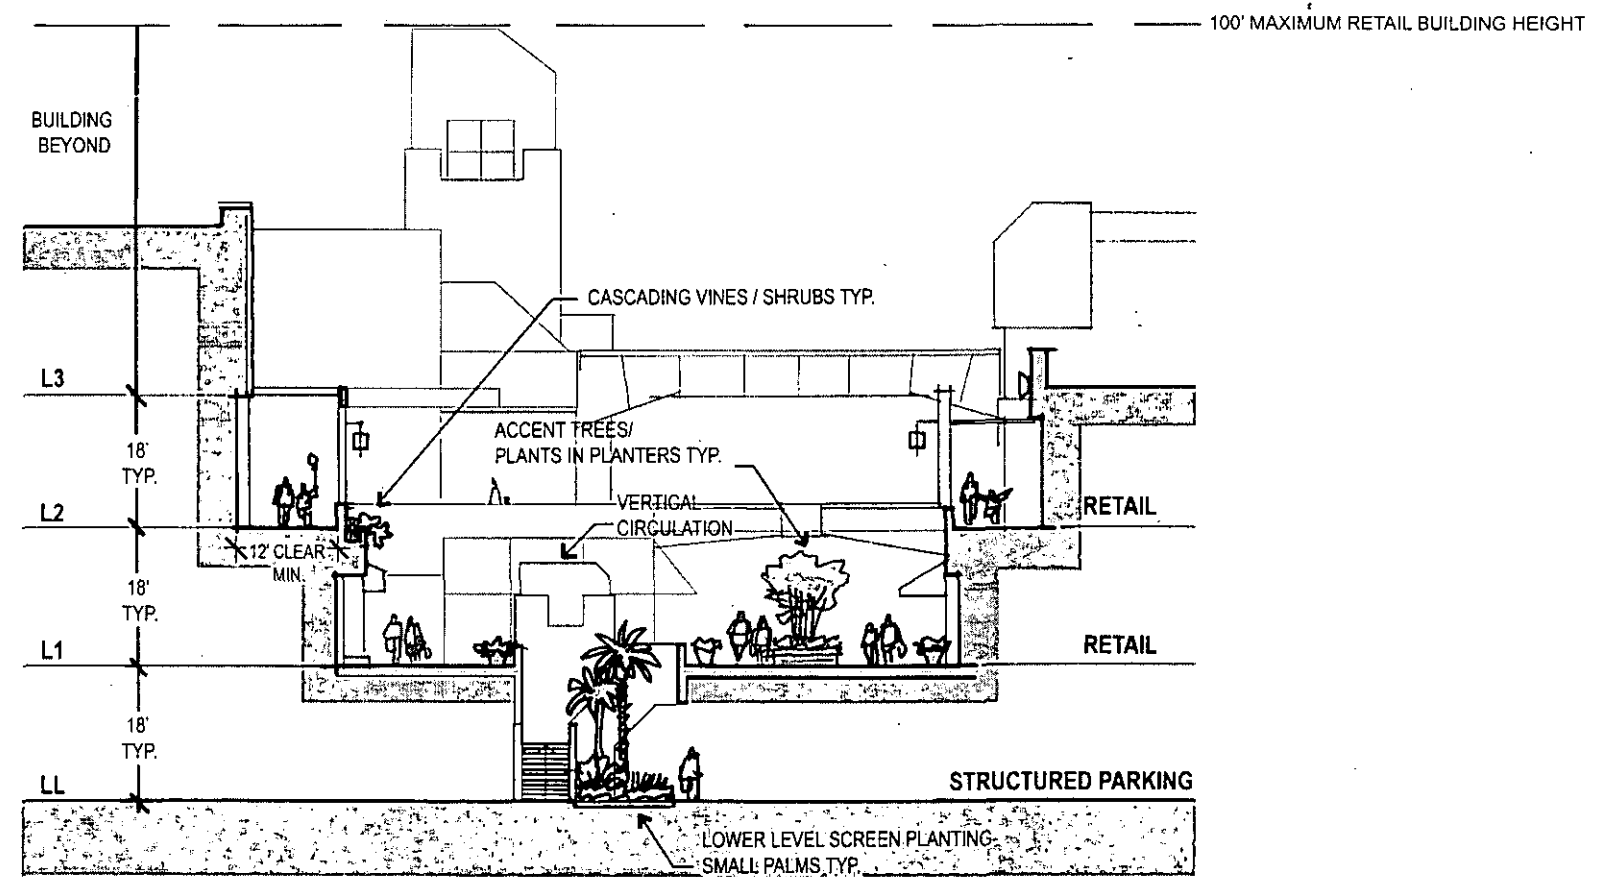 100' MAXIMUM RETAIL BUILDING HEIGHT
BUILDING
BEYOND
CASCADING VINES / SHRUBS TYP.
L3
ACCENT TREES/
PLANTS IN PLANTERS TYP.
18'
TYP.
VERTICAL
CIRCULATION
L2
RETAIL
12' CLEAR
MIN.
18'
TYP.
L1
RETAIL
18'
TYP.
LL
STRUCTURED PARKING
LOWER LEVEL SCREEN PLANTING-
SMALL PALMS TYP.